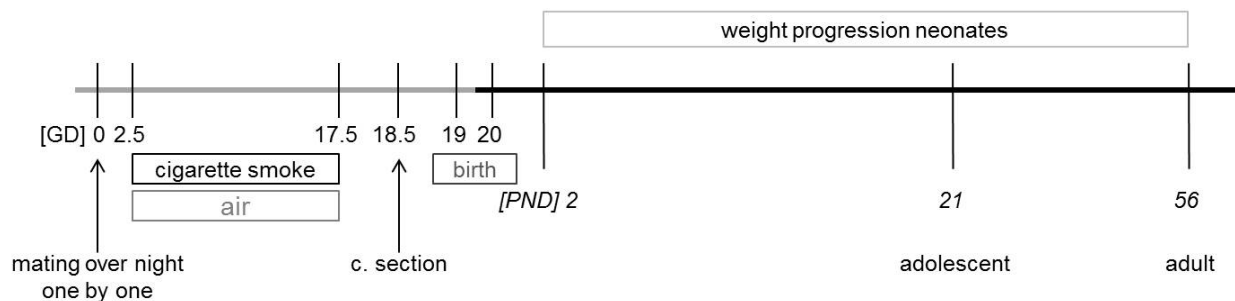 weight progression neonates
[GD] 0 2.5 17.5 18.5 19 20
cigarette smoke
birth
air
[PND] 2 21 56
mating over night
one by one
c. section
adolescent
adult